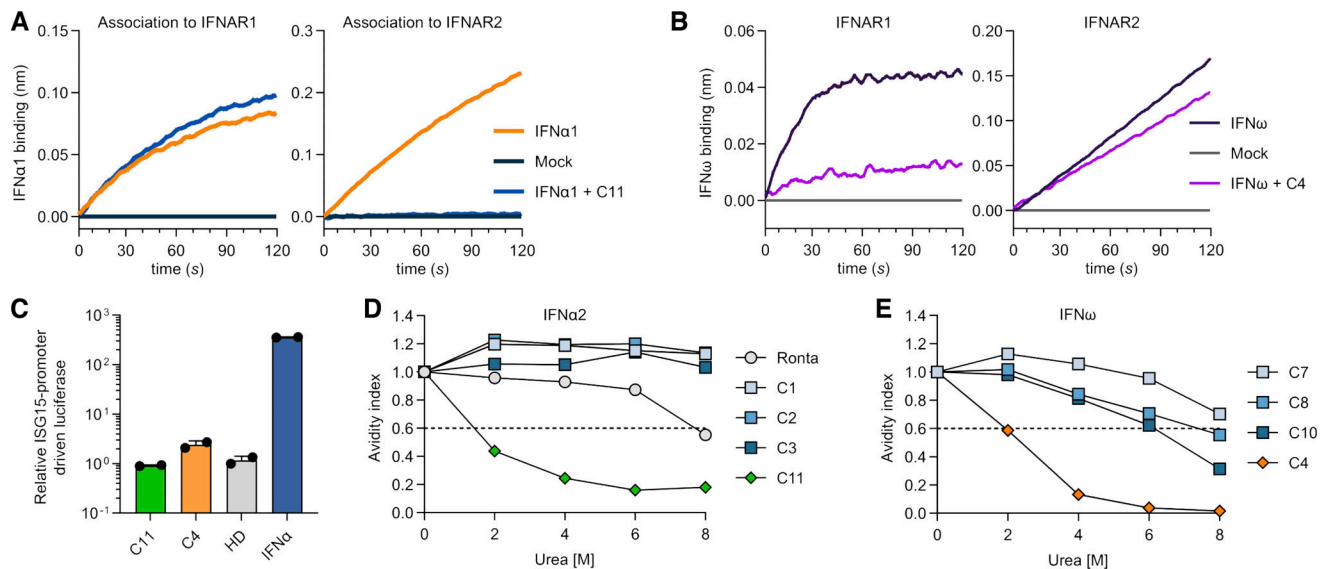 A
Association to IFNAR1
Association to IFNAR2
IFNα1 binding (nm)
0.15
0.10
0.05
0.00
0 30 60 90 120
time (s)
0.3
0.2
0.1
0.0
0 30 60 90 120
time (s)
IFNα1
Mock
IFNα1 + C11
B
IFNAR1
IFNAR2
IFNω binding (nm)
0.06
0.04
0.02
0.00
0 30 60 90 120
time (s)
0.20
0.15
0.10
0.05
0.00
0 30 60 90 120
time (s)
IFNω
Mock
IFNω + C4
C
Relative ISG15-promoter
driven luciferase
10³
10²
10¹
10⁰
10⁻¹
C11
C4
HD
IFNα
D
IFNα2
Avidity index
1.4
1.2
1.0
0.8
0.6
0.4
0.2
0.0
0 2 4 6 8
Urea [M]
Ronta
C1
C2
C3
C11
E
IFNω
Avidity index
1.4
1.2
1.0
0.8
0.6
0.4
0.2
0.0
0 2 4 6 8
Urea [M]
C7
C8
C10
C4